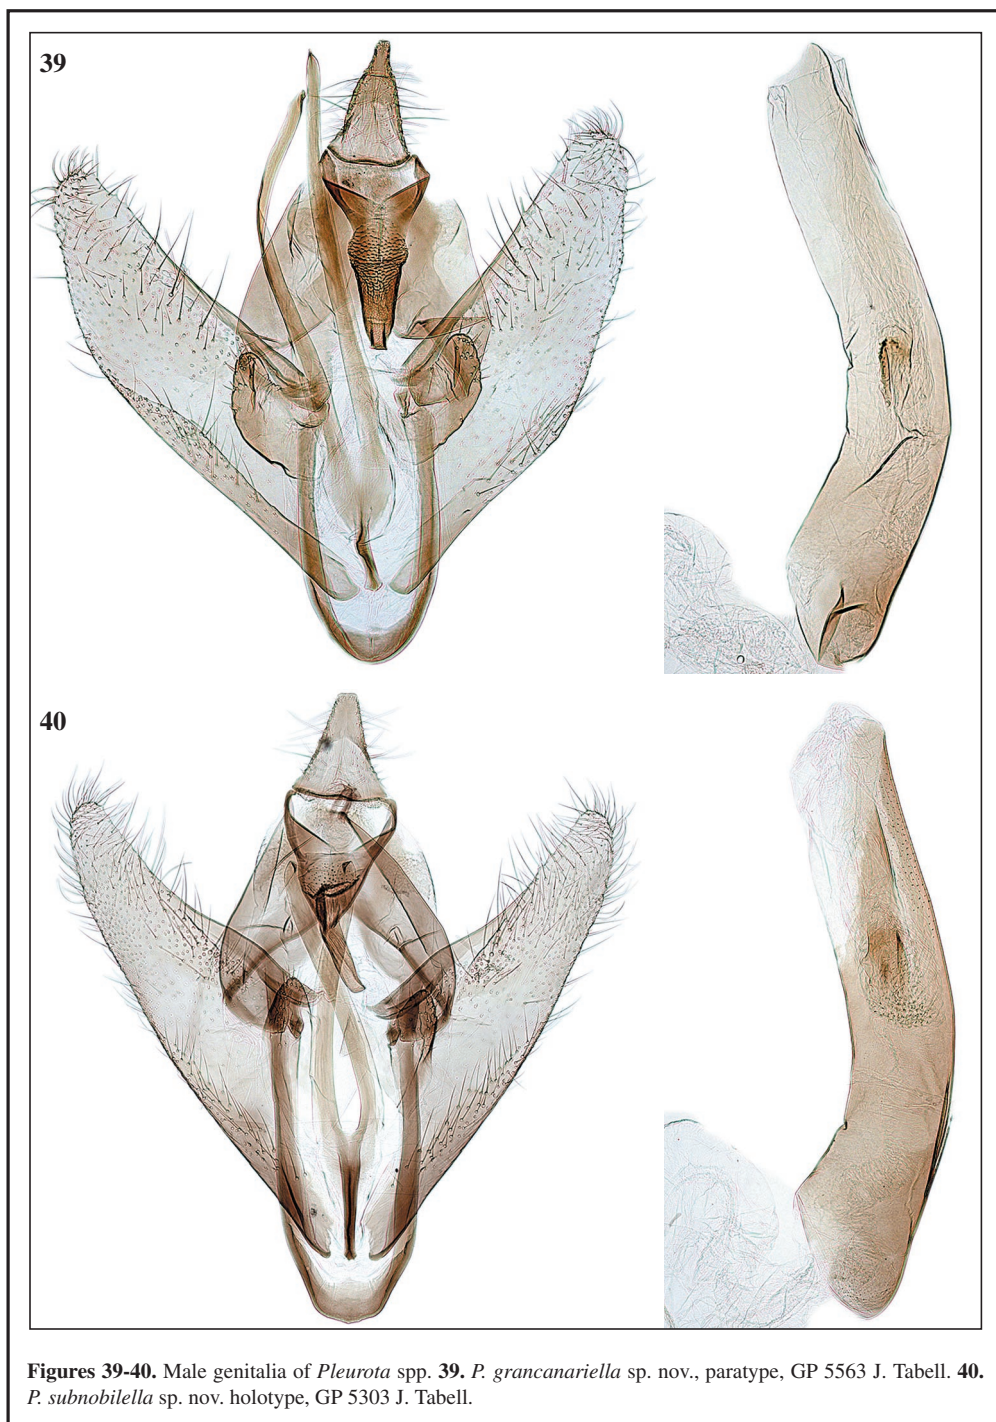 39
40
Figures 39-40. Male genitalia of Pleurota spp. 39. P. grancanariella sp. nov., paratype, GP 5563 J. Tabell. 40.
P. subnobilella sp. nov. holotype, GP 5303 J. Tabell.